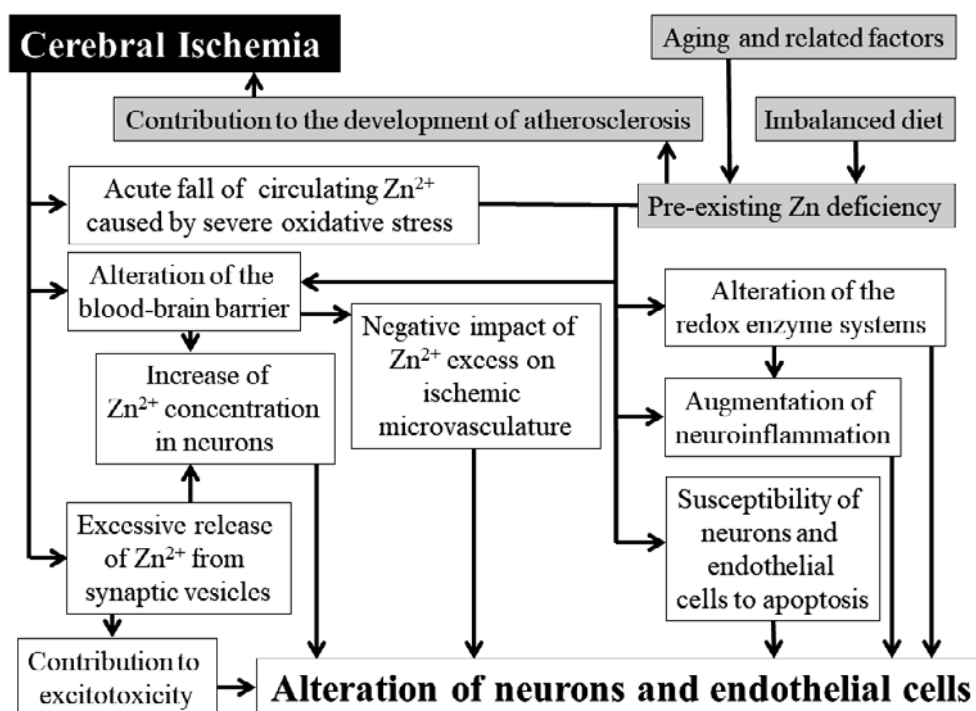 Cerebral Ischemia
Aging and related factors
Contribution to the development of atherosclerosis
Imbalanced diet
Acute fall of circulating Zn²⁺
caused by severe oxidative stress
Pre-existing Zn deficiency
Alteration of the
blood-brain barrier
Negative impact of
Zn²⁺ excess on
ischemic
microvasculature
Alteration of the
redox enzyme systems
Increase of
Zn²⁺ concentration
in neurons
Augmentation of
neuroinflammation
Excessive release
of Zn²⁺ from
synaptic vesicles
Susceptibility of
neurons and
endothelial
cells to apoptosis
Contribution to
excitotoxicity
Alteration of neurons and endothelial cells